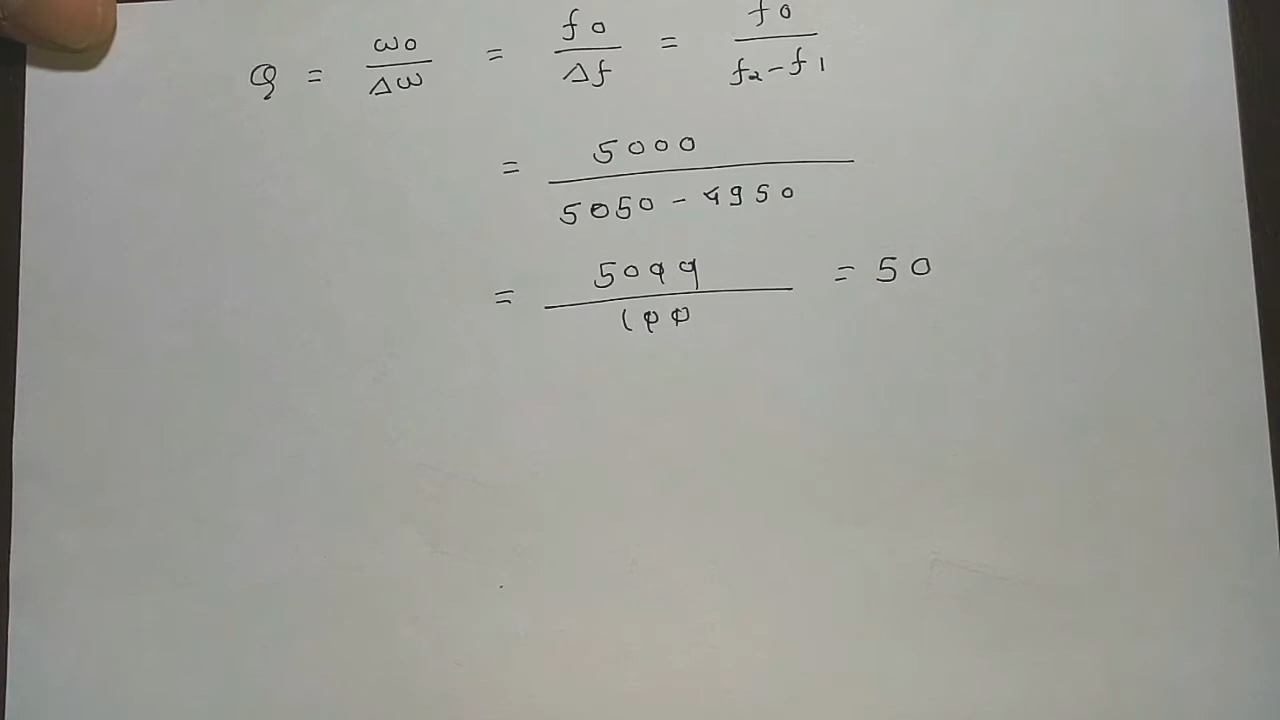 Q = ω0/Δω = f0/Δf = f0/f2-f1
= 5000/5050-4950
= 5000/100 = 50